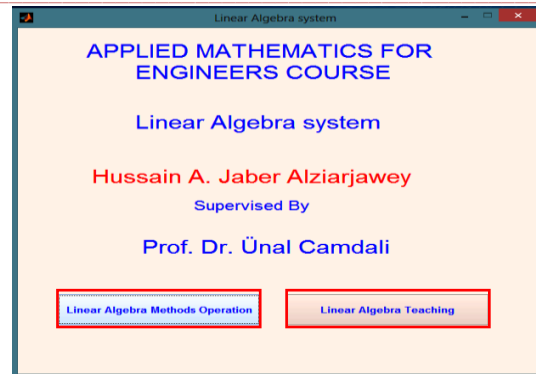 Linear Algebra system
APPLIED MATHEMATICS FOR
ENGINEERS COURSE
Linear Algebra system
Hussain A. Jaber Alziarjawey
Supervised By
Prof. Dr. Ünal Camdali
Linear Algebra Methods Operation
Linear Algebra Teaching